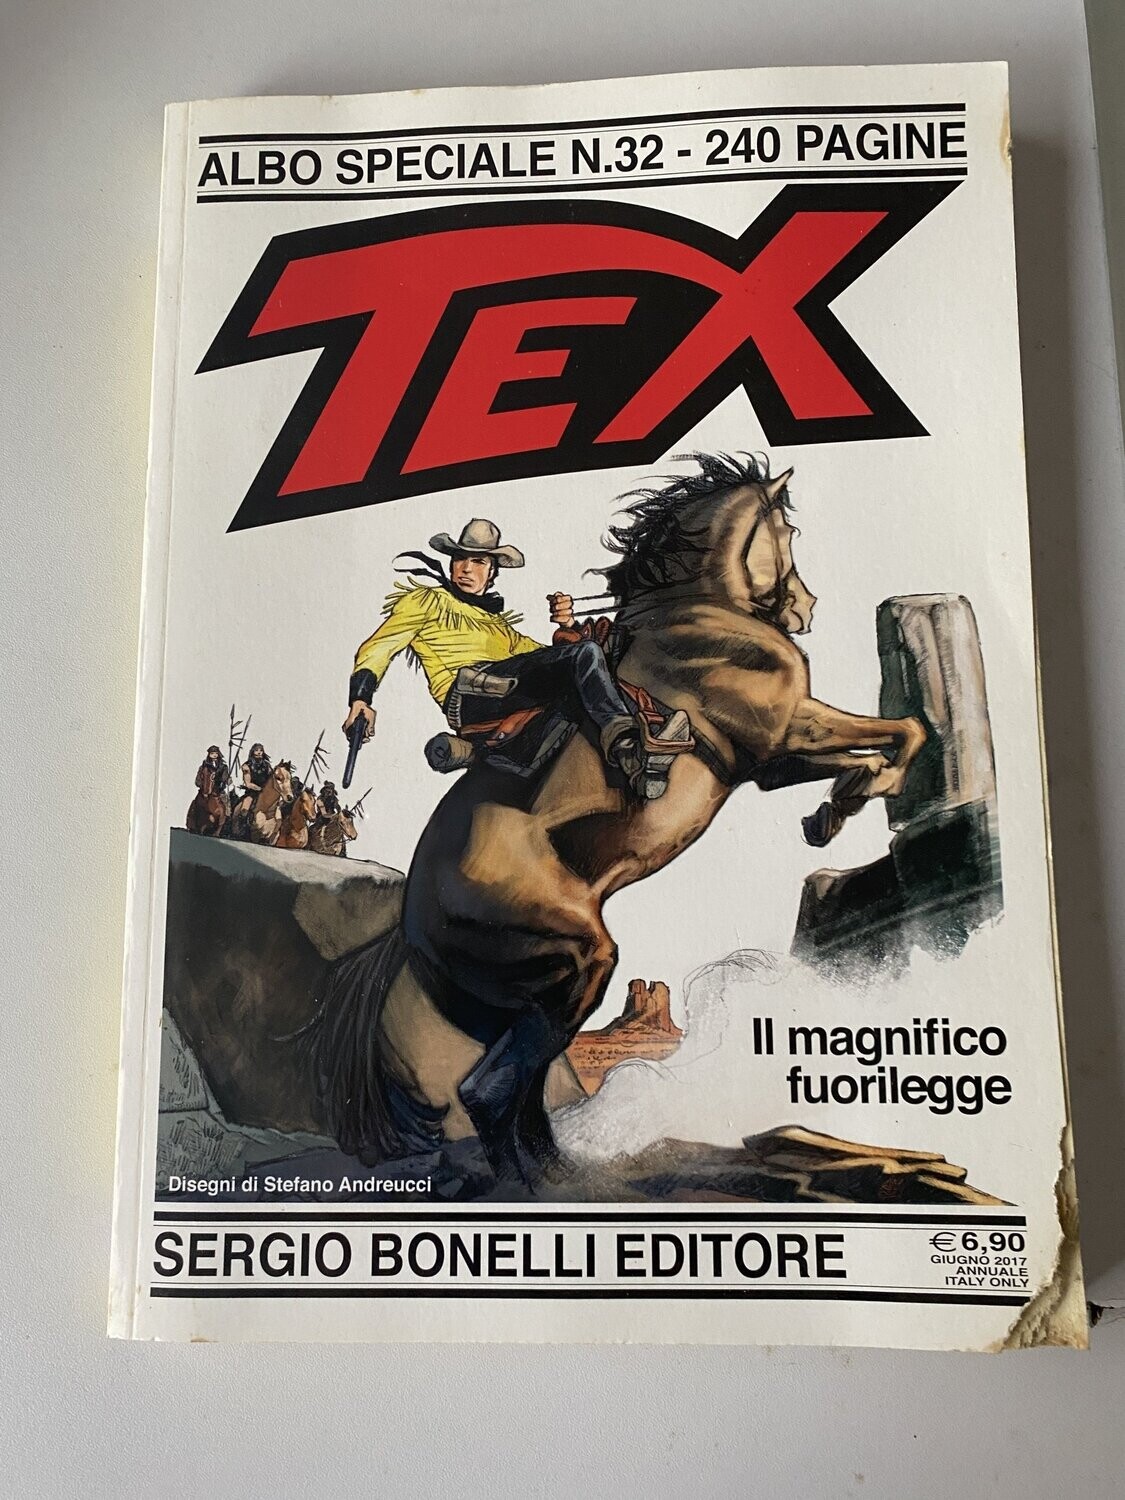 ALBO SPECIALE N.32 - 240 PAGINE
TEX
Il magnifico
fuorilegge
Disegni di Stefano Andreucci
SERGIO BONELLI EDITORE
€ 6,90
GIUGNO 2017
ANNUALE
ITALY ONLY